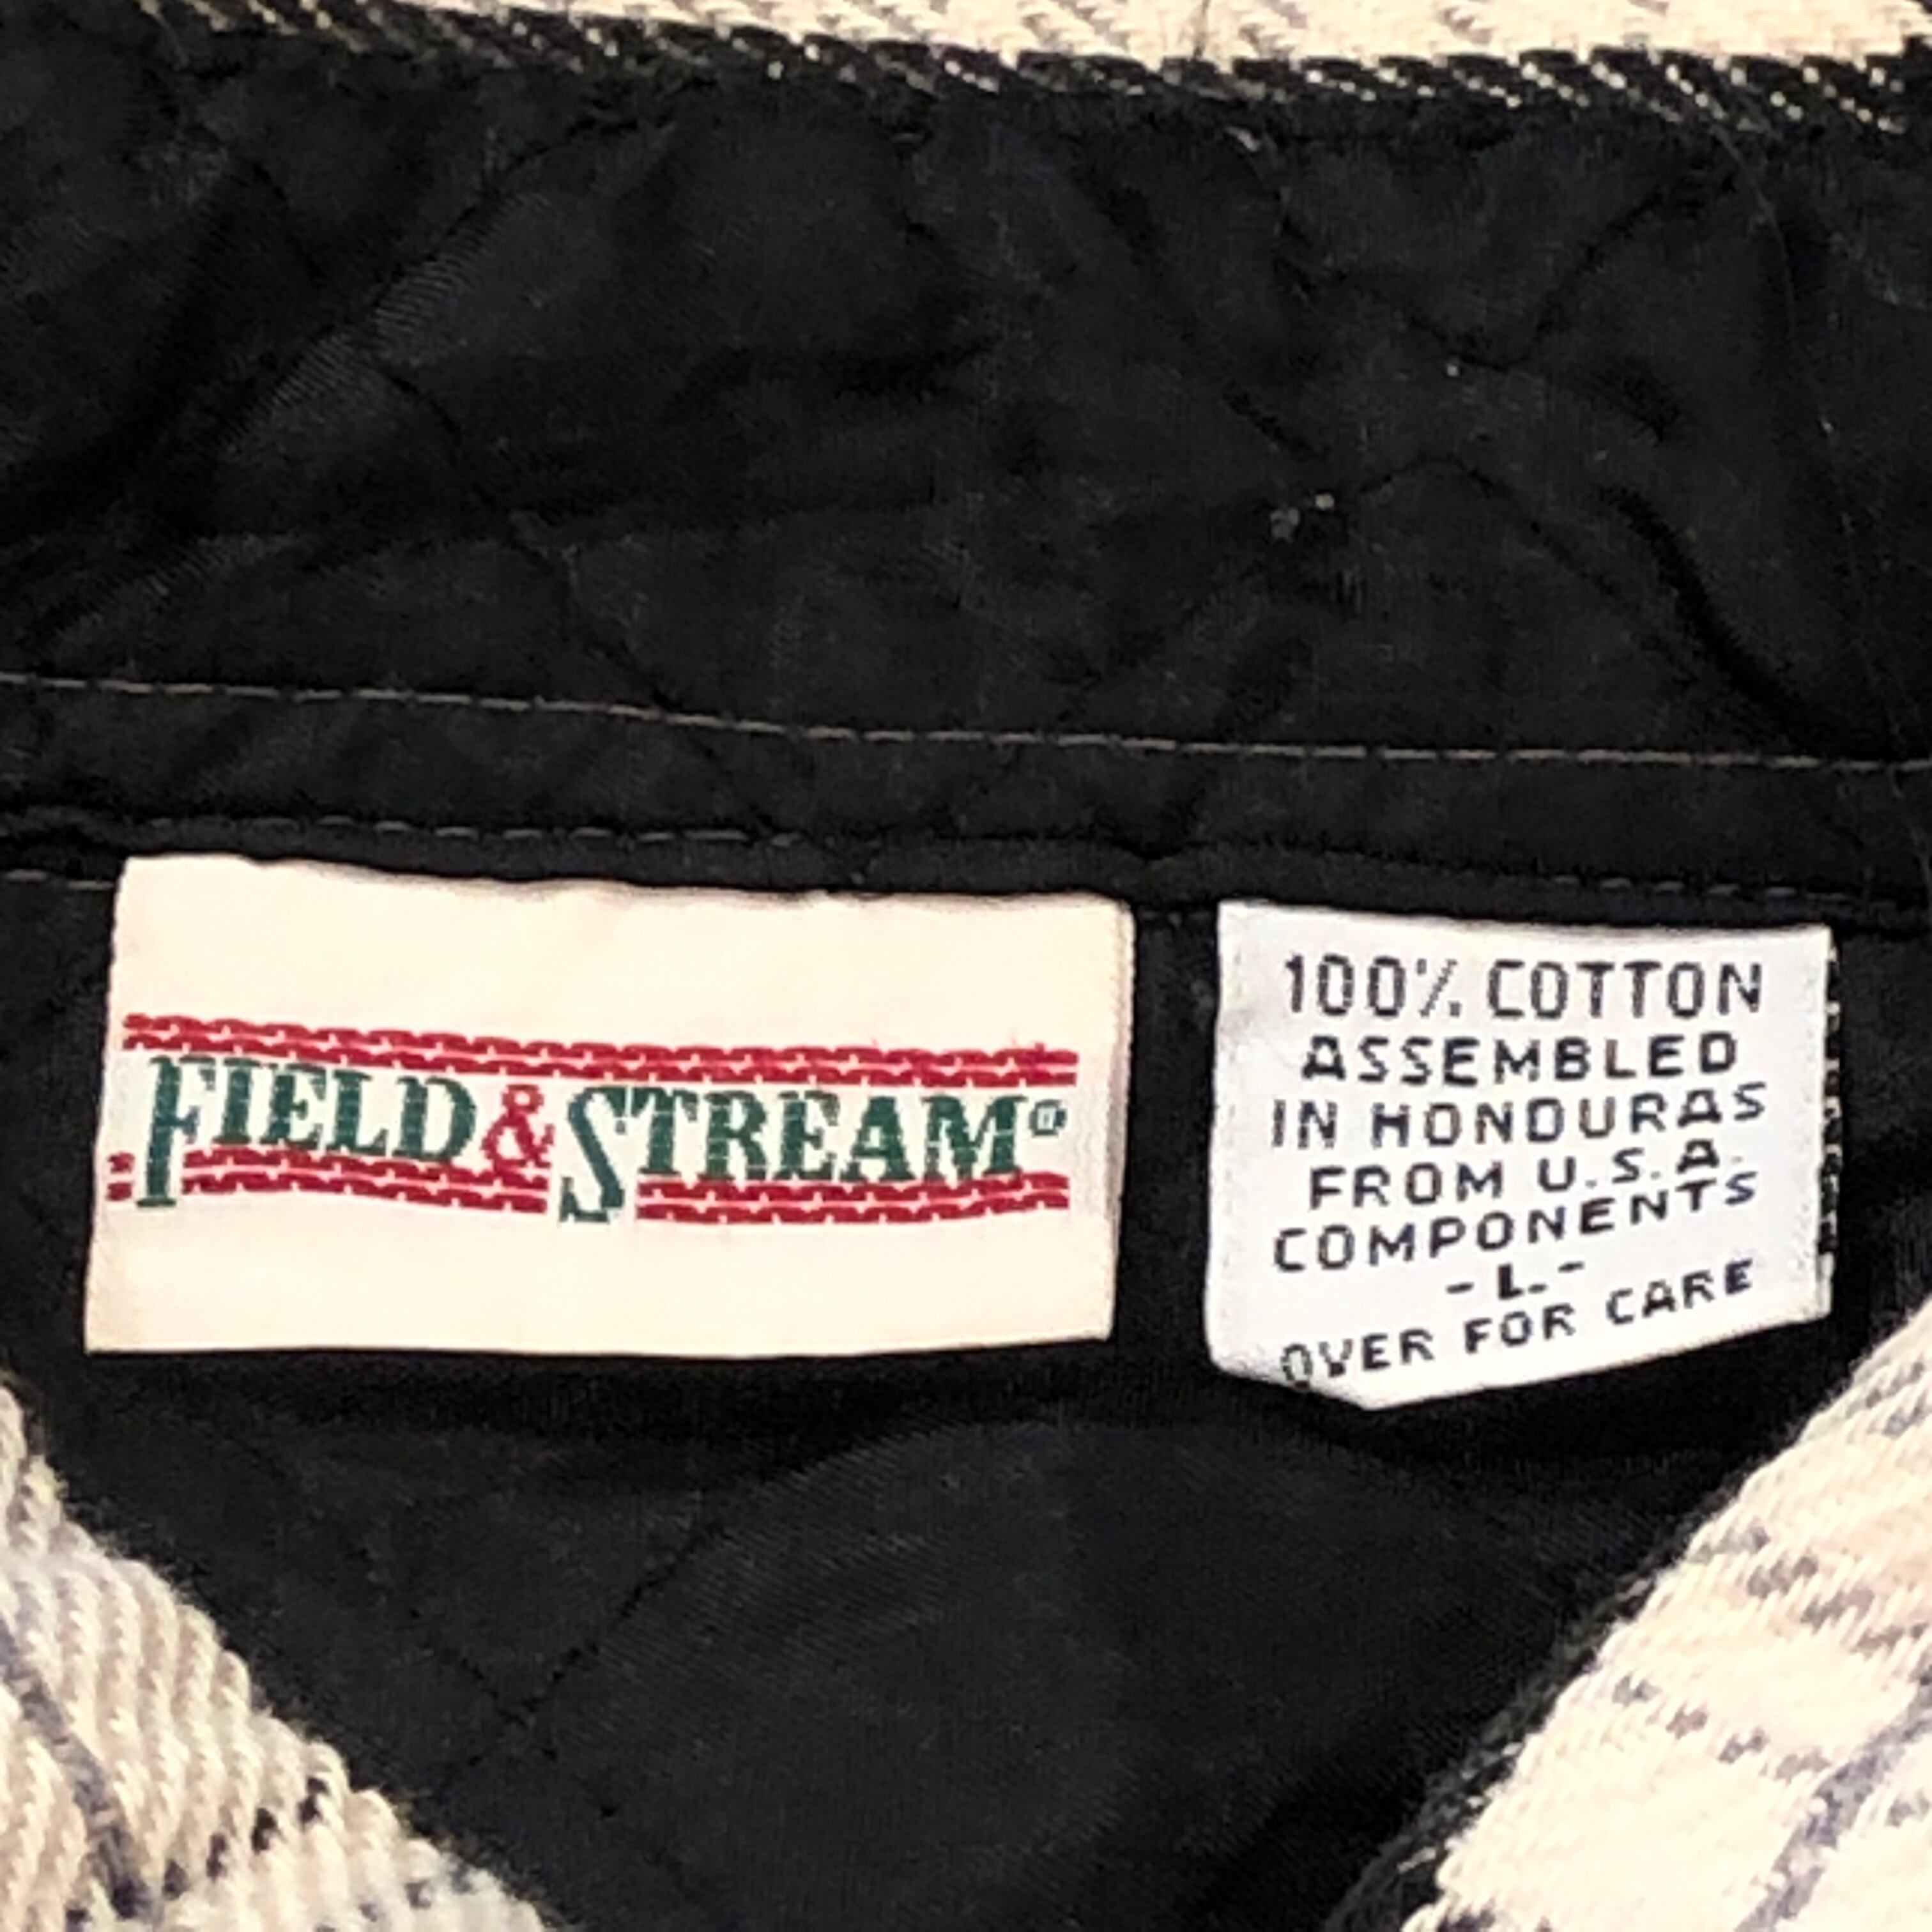 FIELD & STREAM®
100% COTTON
ASSEMBLED
IN HONDURAS
FROM U.S.A.
COMPONENTS
- L -
OVER FOR CARE